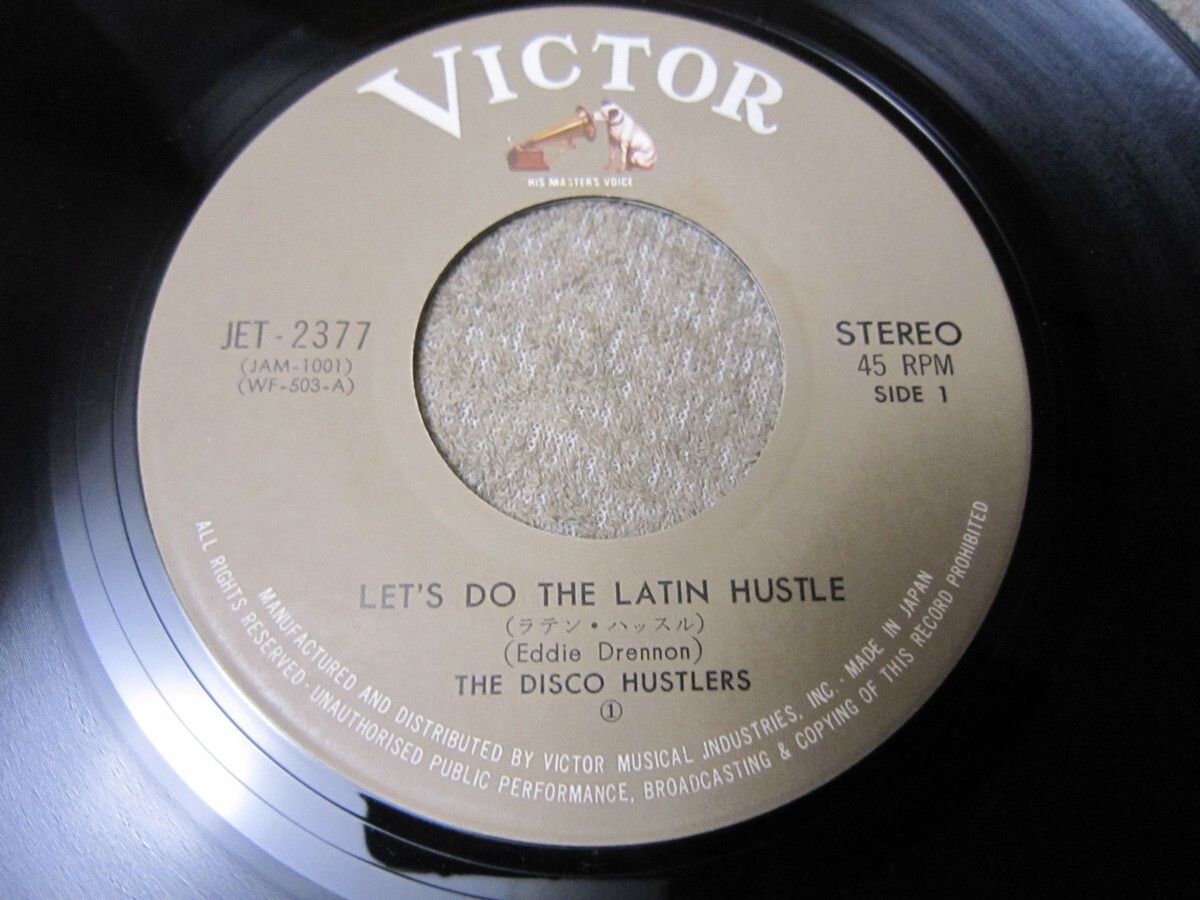 VICTOR
HIS MASTER'S VOICE
JET-2377
(JAM-1001)
(WF-503-A)
STEREO
45 RPM
SIDE 1
LET'S DO THE LATIN HUSTLE
(ラテン・ハッスル)
(Eddie Drennon)
THE DISCO HUSTLERS
①
MANUFACTURED AND DISTRIBUTED BY VICTOR MUSICAL JNDUSTRIES, INC. · MADE IN JAPAN
ALL RIGHTS RESERVED · UNAUTHORISED PUBLIC PERFORMANCE, BROADCASTING & COPYING OF THIS RECORD PROHIBITED